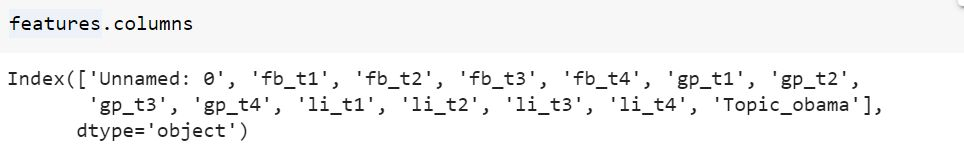 features.columns
Index(['Unnamed: 0', 'fb_t1', 'fb_t2', 'fb_t3', 'fb_t4', 'gp_t1', 'gp_t2',
'gp_t3', 'gp_t4', 'li_t1', 'li_t2', 'li_t3', 'li_t4', 'Topic_obama'],
dtype='object')